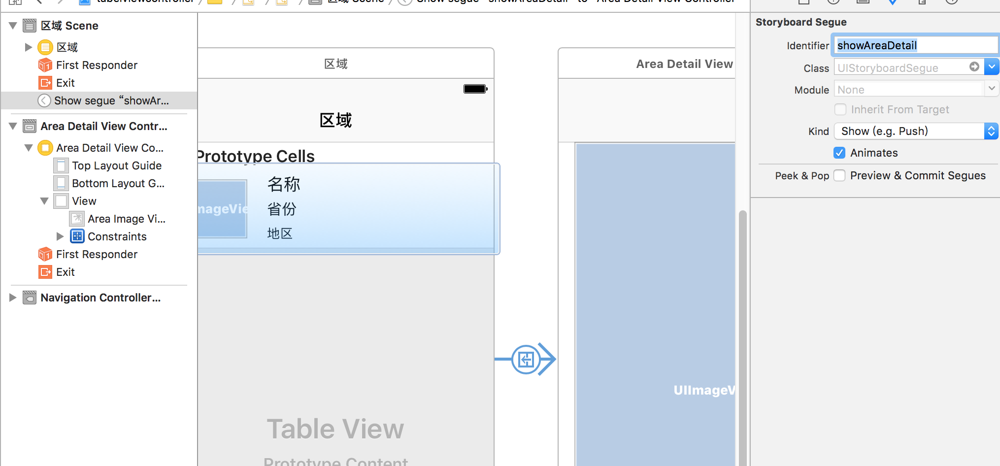 tabelviewcontroller
区域 Scene
Show segue "showAreaDetail" to "Area Detail View Controller"
区域 Scene
区域
First Responder
Exit
Show segue “showAr...
Area Detail View Contr...
Area Detail View Co...
Top Layout Guide
Bottom Layout G...
View
Area Image Vi...
Constraints
First Responder
Exit
Navigation Controller...
区域
区域
Prototype Cells
mageVie
名称
省份
地区
Table View
Prototype Content
Area Detail View
UIImageV
Storyboard Segue
Identifier showAreaDetail
Class UIStoryboardSegue
Module None
Inherit From Target
Kind Show (e.g. Push)
Animates
Peek & Pop Preview & Commit Segues